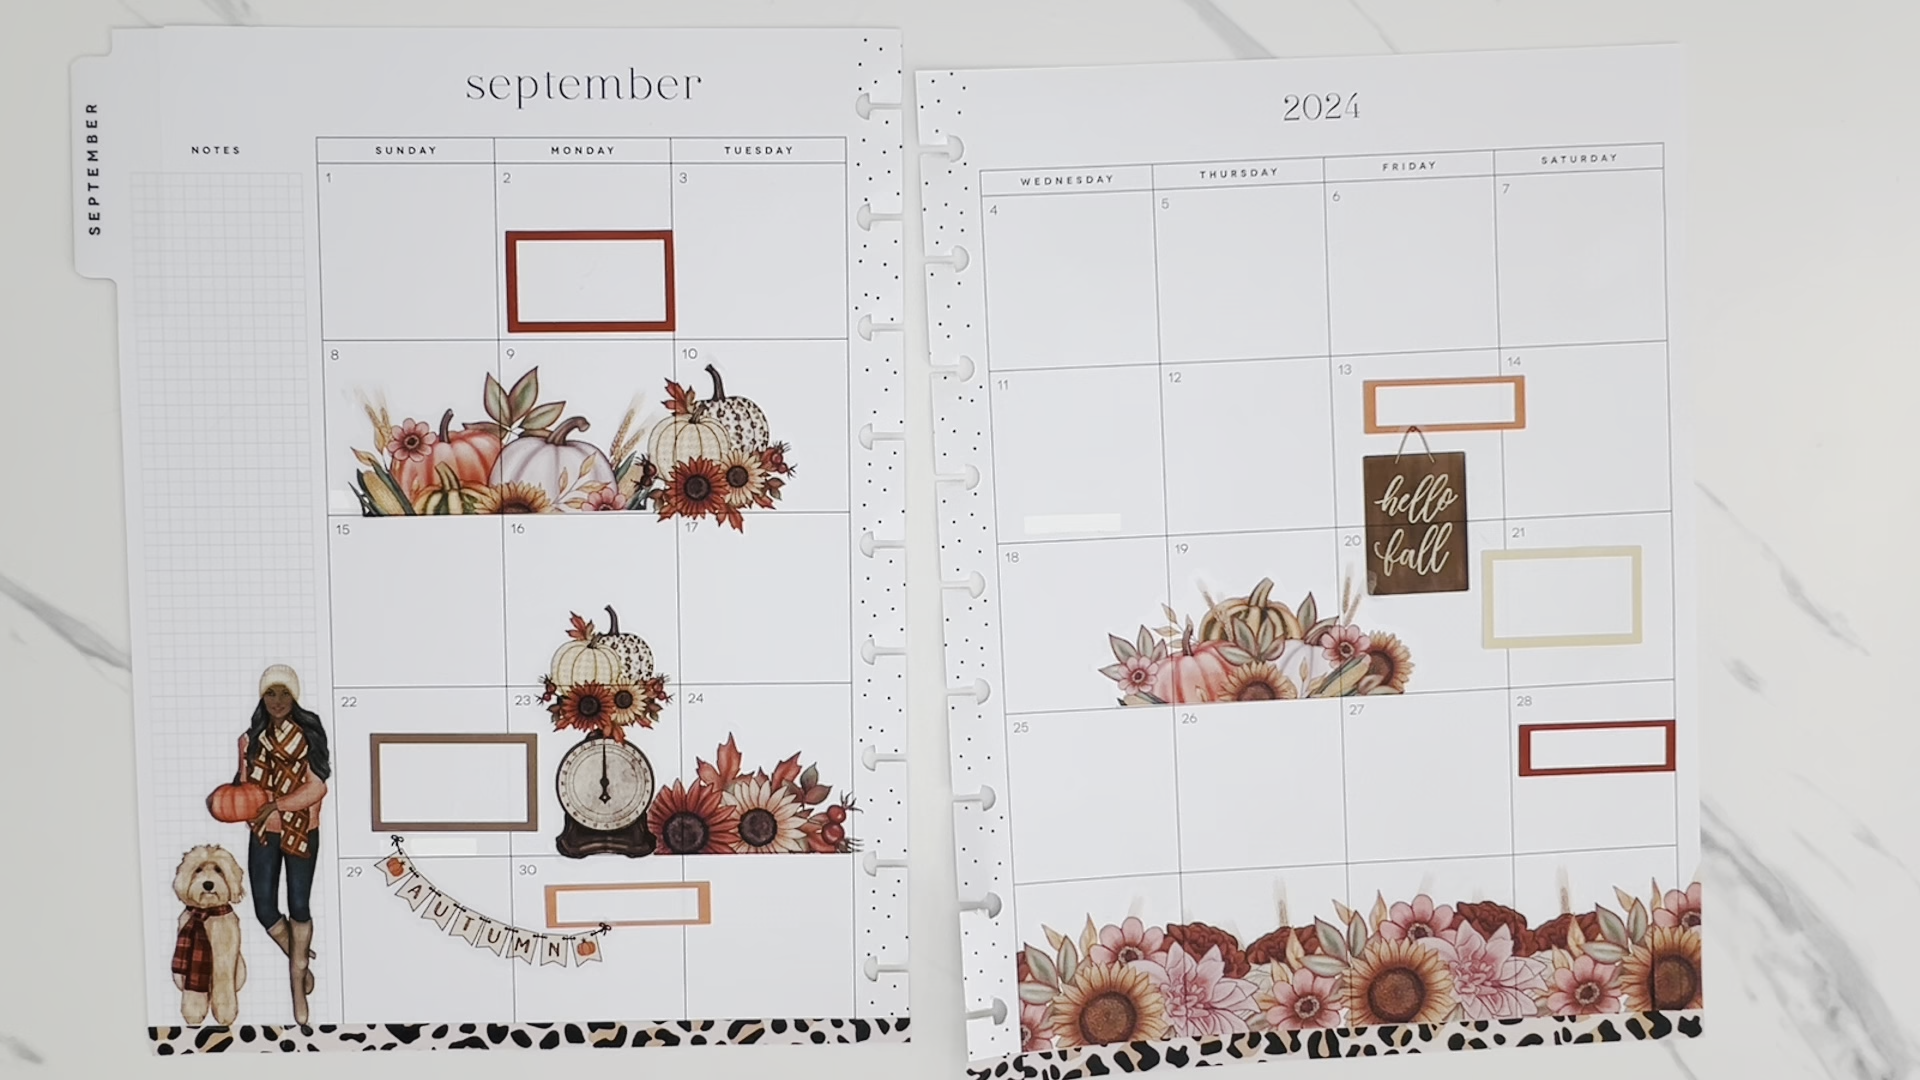 september
2024
SEPTEMBER
NOTES
SUNDAY MONDAY TUESDAY
WEDNESDAY THURSDAY FRIDAY SATURDAY
1 2 3
4 5 6 7
8 9 10
11 12 13 14
15 16 17
18 19 20 21
hello
fall
22 23 24
25 26 27 28
29 30
AUTUMN